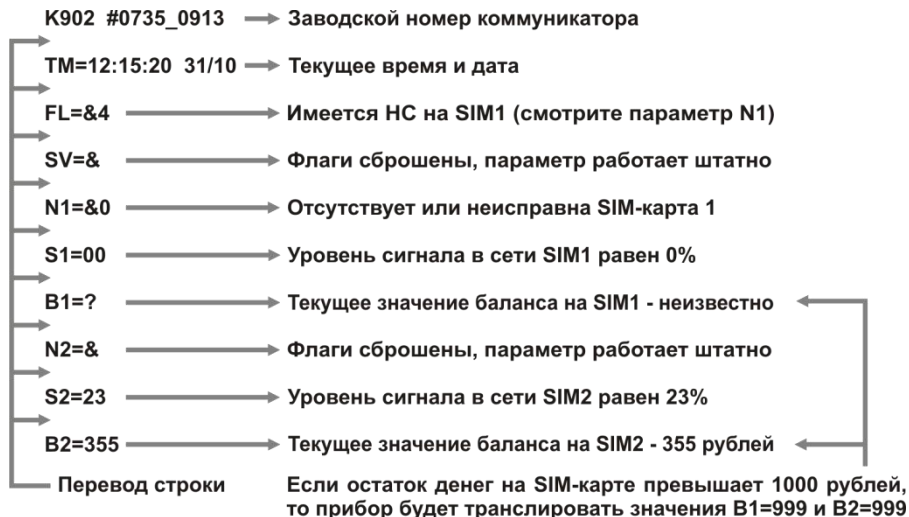 K902 #0735_0913 Заводской номер коммуникатора
TM=12:15:20 31/10 Текущее время и дата
FL=&4 Имеется НС на SIM1 (смотрите параметр N1)
SV=& Флаги сброшены, параметр работает штатно
N1=&0 Отсутствует или неисправна SIM-карта 1
S1=00 Уровень сигнала в сети SIM1 равен 0%
B1=? Текущее значение баланса на SIM1 - неизвестно
N2=& Флаги сброшены, параметр работает штатно
S2=23 Уровень сигнала в сети SIM2 равен 23%
B2=355 Текущее значение баланса на SIM2 - 355 рублей
Перевод строки Если остаток денег на SIM-карте превышает 1000 рублей,
то прибор будет транслировать значения B1=999 и B2=999